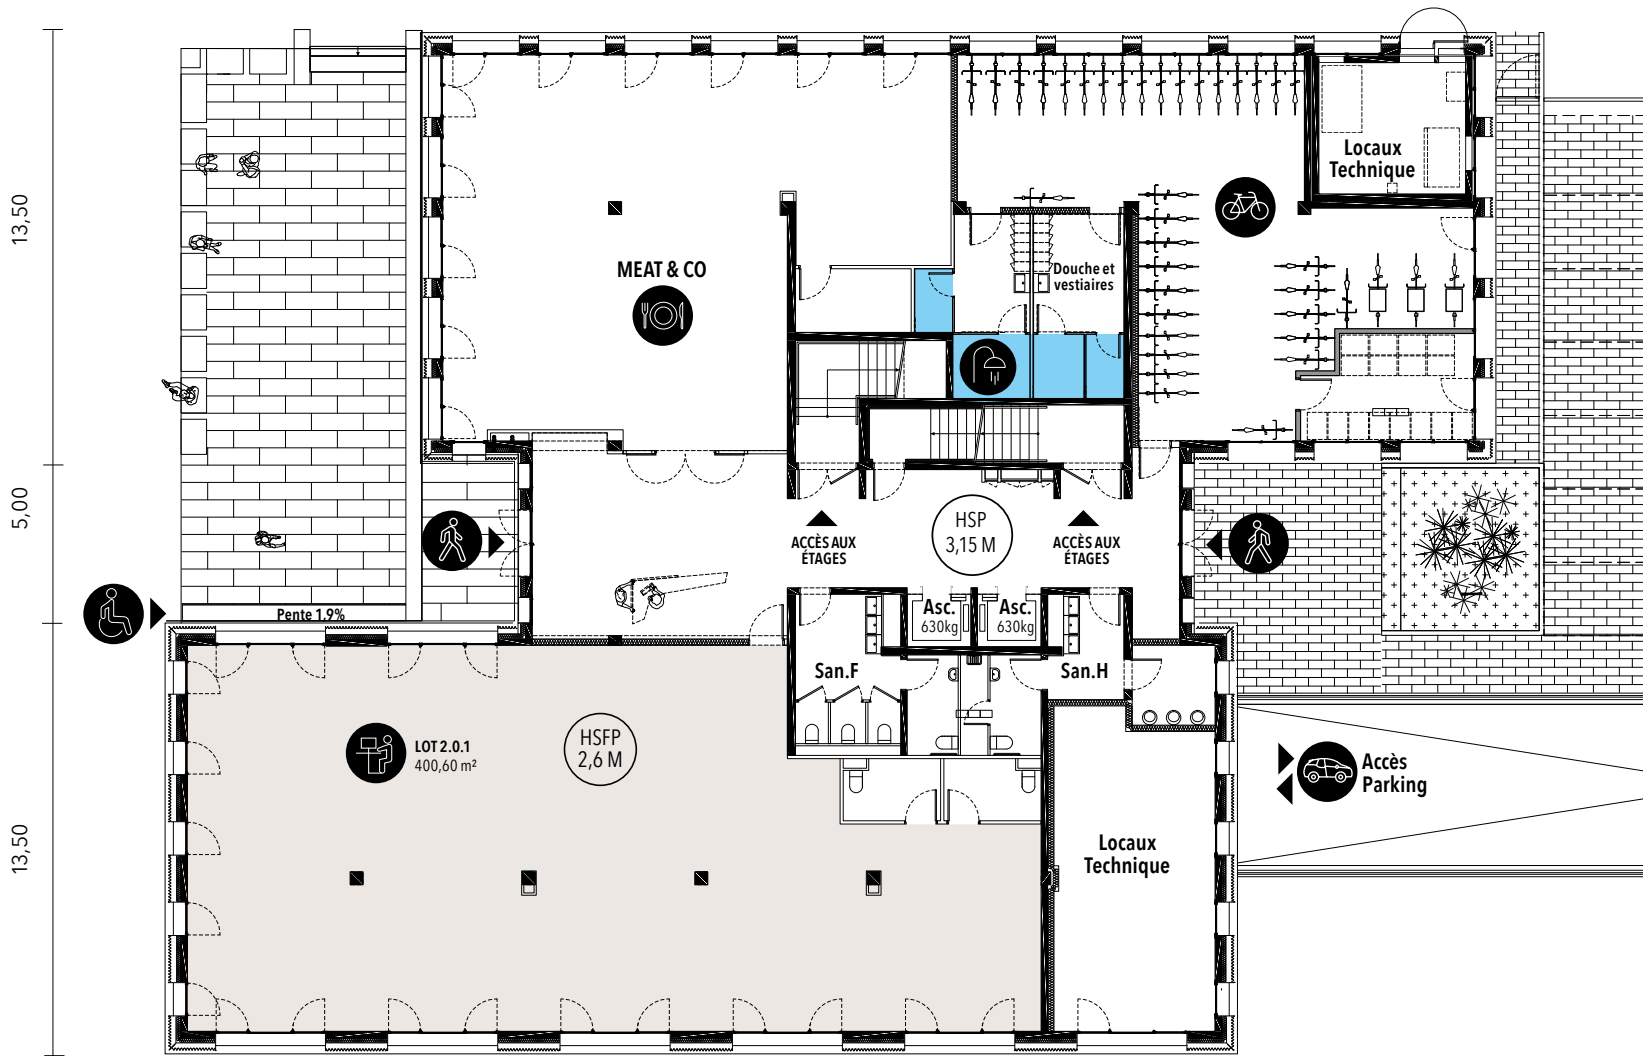 13,50
5,00
13,50
MEAT & CO
Locaux
Technique
Douche et
vestiaires
HSP
3,15 M
ACCÈS AUX
ÉTAGES
ACCÈS AUX
ÉTAGES
Pente 1.9%
Asc.
630kg
Asc.
630kg
San.F
San.H
LOT 2.0.1
400,60 m²
HSFP
2,6 M
Accès
Parking
Locaux
Technique